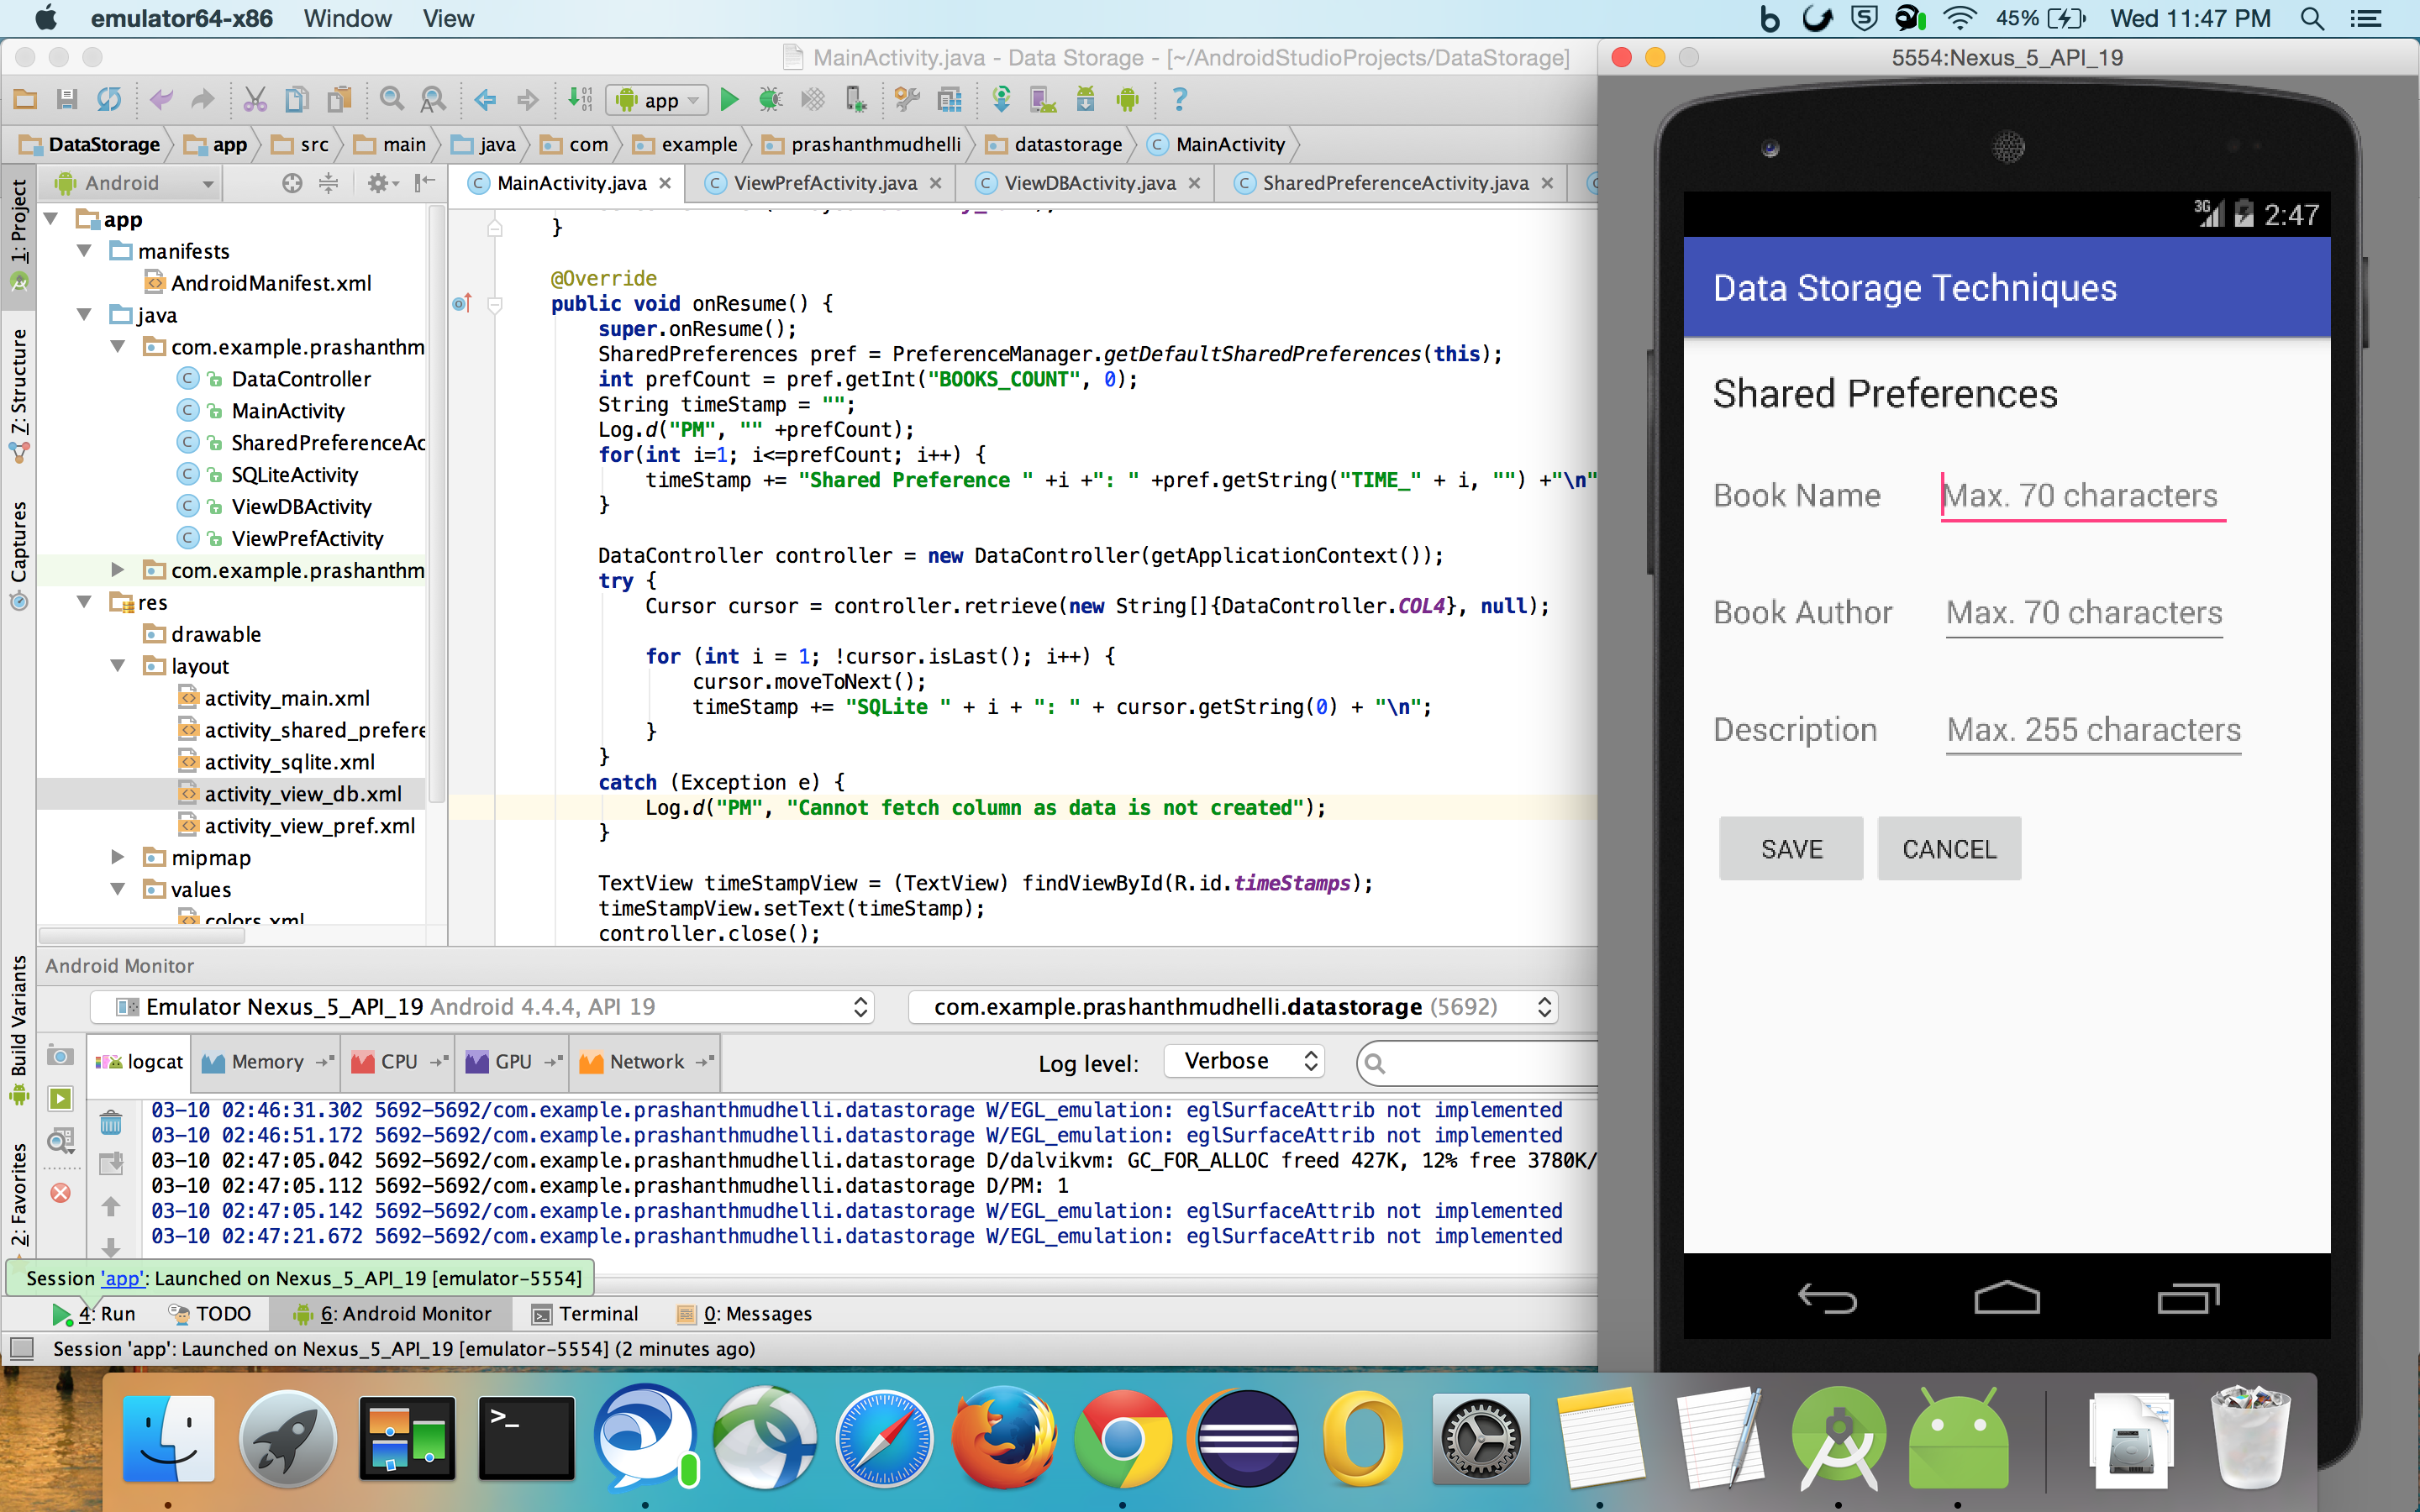 emulator64-x86 Window View
45% Wed 11:47 PM
MainActivity.java - Data Storage - [~/AndroidStudioProjects/DataStorage]
app
DataStorage app src main java com example prashanthmudhelli datastorage MainActivity
Android
MainActivity.java ViewPrefActivity.java ViewDBActivity.java SharedPreferenceActivity.java
1: Project
7: Structure
Captures
Build Variants
2: Favorites
app
manifests
AndroidManifest.xml
java
com.example.prashanthm
DataController
MainActivity
SharedPreferenceAc
SQLiteActivity
ViewDBActivity
ViewPrefActivity
com.example.prashanthm
res
drawable
layout
activity_main.xml
activity_shared_prefere
activity_sqlite.xml
activity_view_db.xml
activity_view_pref.xml
mipmap
values
colors.xml
}
@Override
public void onResume() {
super.onResume();
SharedPreferences pref = PreferenceManager.getDefaultSharedPreferences(this);
int prefCount = pref.getInt("BOOKS_COUNT", 0);
String timeStamp = "";
Log.d("PM", "" +prefCount);
for(int i=1; i<=prefCount; i++) {
timeStamp += "Shared Preference " +i +": " +pref.getString("TIME_" + i, "") +"\n"
}
DataController controller = new DataController(getApplicationContext());
try {
Cursor cursor = controller.retrieve(new String[]{DataController.COL4}, null);
for (int i = 1; !cursor.isLast(); i++) {
cursor.moveToNext();
timeStamp += "SQLite " + i + ": " + cursor.getString(0) + "\n";
}
}
catch (Exception e) {
Log.d("PM", "Cannot fetch column as data is not created");
}
TextView timeStampView = (TextView) findViewById(R.id.timeStamps);
timeStampView.setText(timeStamp);
controller.close();
Android Monitor
Emulator Nexus_5_API_19 Android 4.4.4, API 19
com.example.prashanthmudhelli.datastorage (5692)
logcat Memory CPU GPU Network Log level: Verbose
03-10 02:46:31.302 5692-5692/com.example.prashanthmudhelli.datastorage W/EGL_emulation: eglSurfaceAttrib not implemented
03-10 02:46:51.172 5692-5692/com.example.prashanthmudhelli.datastorage W/EGL_emulation: eglSurfaceAttrib not implemented
03-10 02:47:05.042 5692-5692/com.example.prashanthmudhelli.datastorage D/dalvikvm: GC_FOR_ALLOC freed 427K, 12% free 3780K/
03-10 02:47:05.112 5692-5692/com.example.prashanthmudhelli.datastorage D/PM: 1
03-10 02:47:05.142 5692-5692/com.example.prashanthmudhelli.datastorage W/EGL_emulation: eglSurfaceAttrib not implemented
03-10 02:47:21.672 5692-5692/com.example.prashanthmudhelli.datastorage W/EGL_emulation: eglSurfaceAttrib not implemented
Session 'app': Launched on Nexus_5_API_19 [emulator-5554]
4: Run TODO 6: Android Monitor Terminal 0: Messages
Session 'app': Launched on Nexus_5_API_19 [emulator-5554] (2 minutes ago)
5554:Nexus_5_API_19
3G 2:47
Data Storage Techniques
Shared Preferences
Book Name Max. 70 characters
Book Author Max. 70 characters
Description Max. 255 characters
SAVE CANCEL